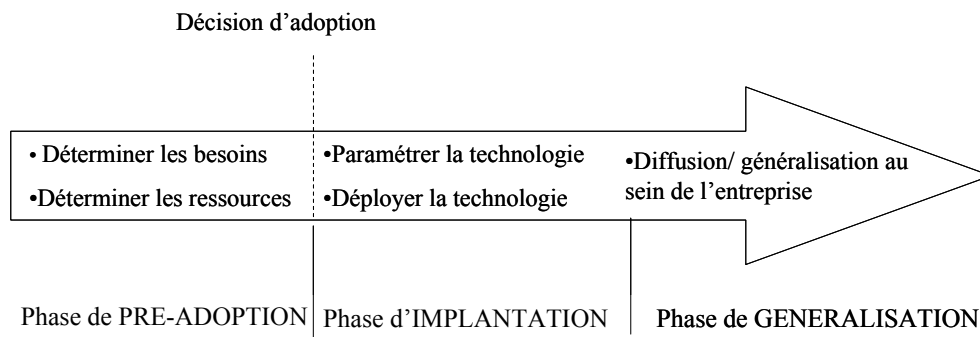 Décision d’adoption
• Déterminer les besoins
•Déterminer les ressources
•Paramétrer la technologie
•Déployer la technologie
•Diffusion/ généralisation au
sein de l’entreprise
Phase de PRE-ADOPTION
Phase d’IMPLANTATION
Phase de GENERALISATION